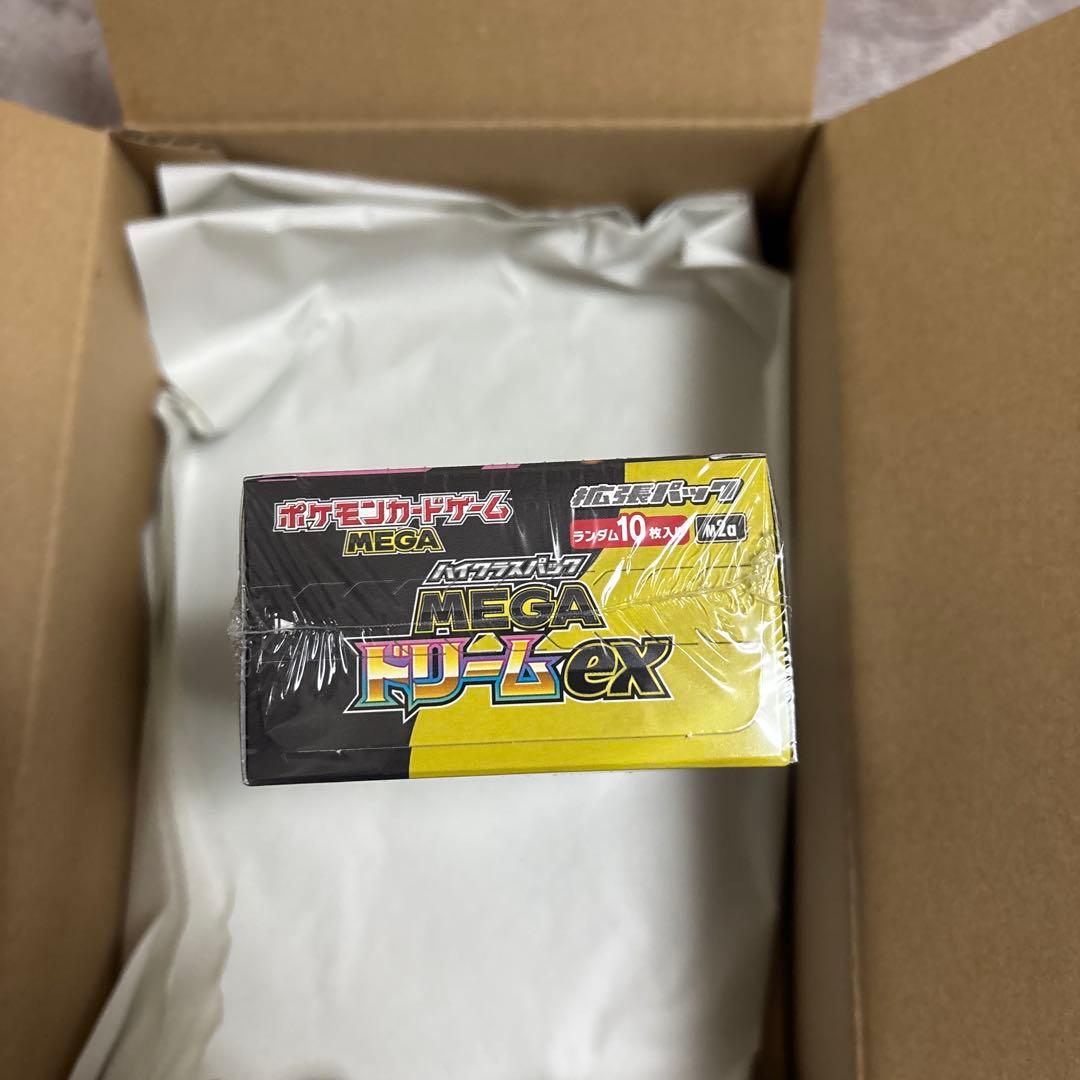 ポケモンカードゲーム
MEGA
拡張パック
ランダム10枚入り
M2a
ハイクラスパック
MEGA
ドリームex